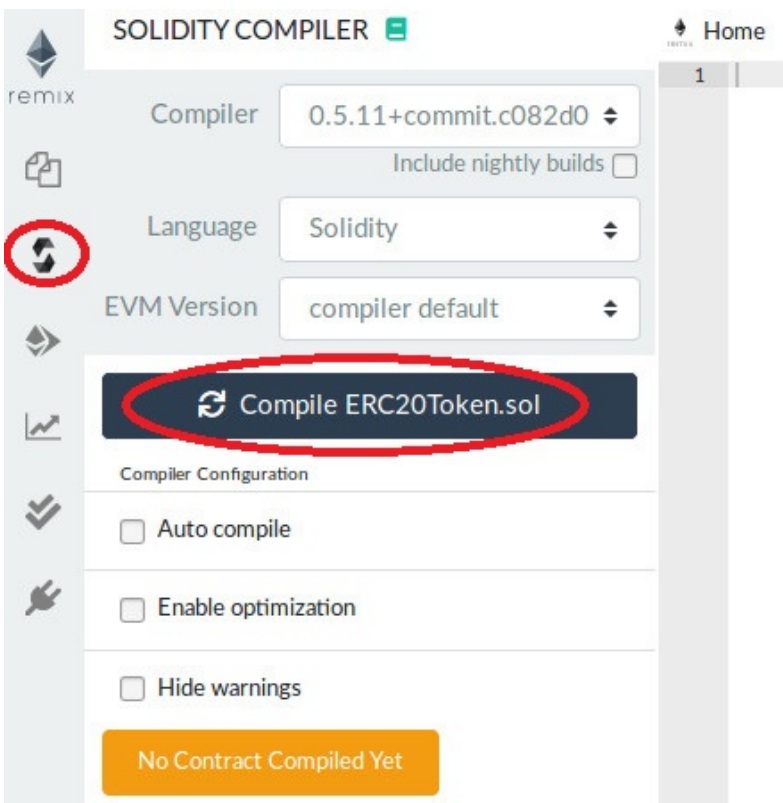 SOLIDITY COMPILER
Home
remix
1
Compiler
0.5.11+commit.c082d0
Include nightly builds
Language
Solidity
EVM Version
compiler default
Compile ERC20Token.sol
Compiler Configuration
Auto compile
Enable optimization
Hide warnings
No Contract Compiled Yet